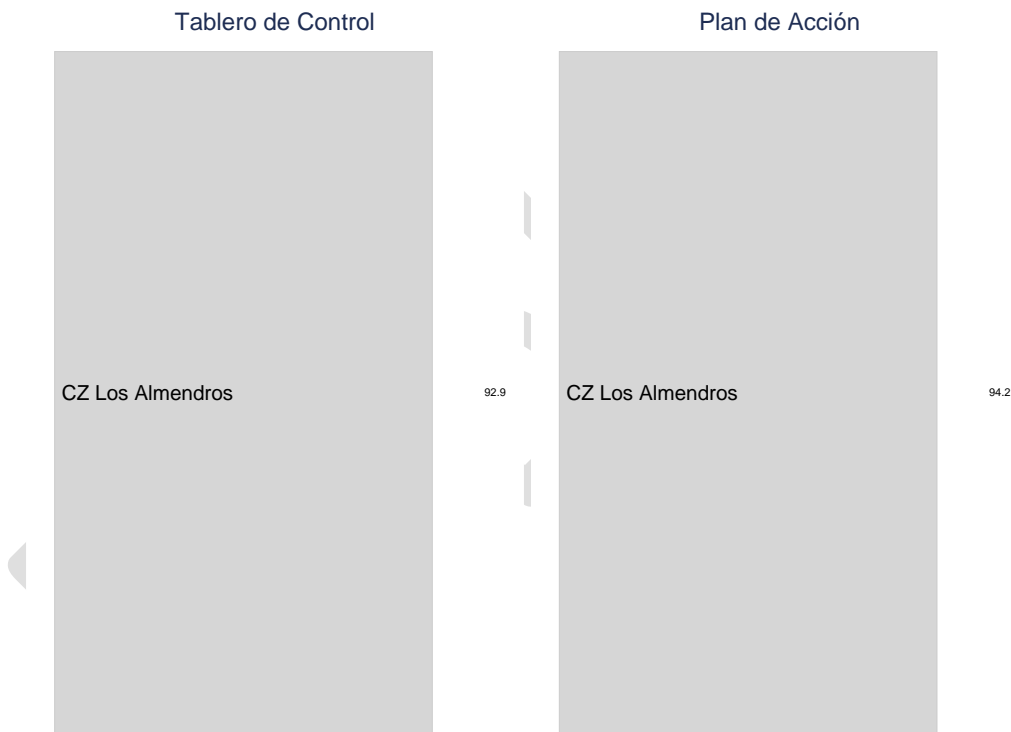 Tablero de Control
Plan de Acción
CZ Los Almendros 92.9
CZ Los Almendros 94.2